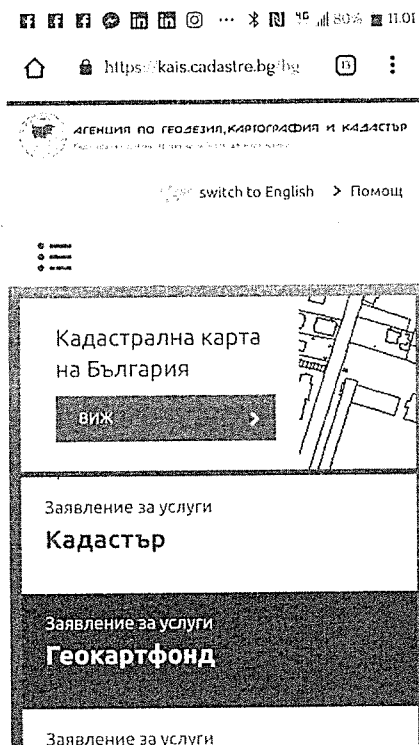 80% 11.01
https://kais.cadastre.bg/bg
АГЕНЦИЯ ПО ГЕОДЕЗИЯ, КАРТОГРАФИЯ И КАДАСТЪР
switch to English > Помощ
Кадастрална карта
на България
виж
Заявление за услуги
Кадастър
Заявление за услуги
Геокартфонд
Заявление за услуги